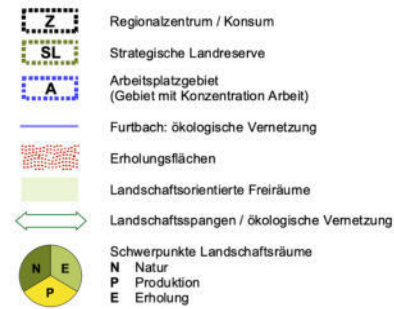 Z Regionalzentrum / Konsum
SL Strategische Landreserve
A Arbeitsplatzgebiet
(Gebiet mit Konzentration Arbeit)
Furtbach: ökologische Vernetzung
Erholungsflächen
Landschaftsorientierte Freiräume
Landschaftsspangen / ökologische Vernetzung
Schwerpunkte Landschaftsräume
N E P
N Natur
P Produktion
E Erholung